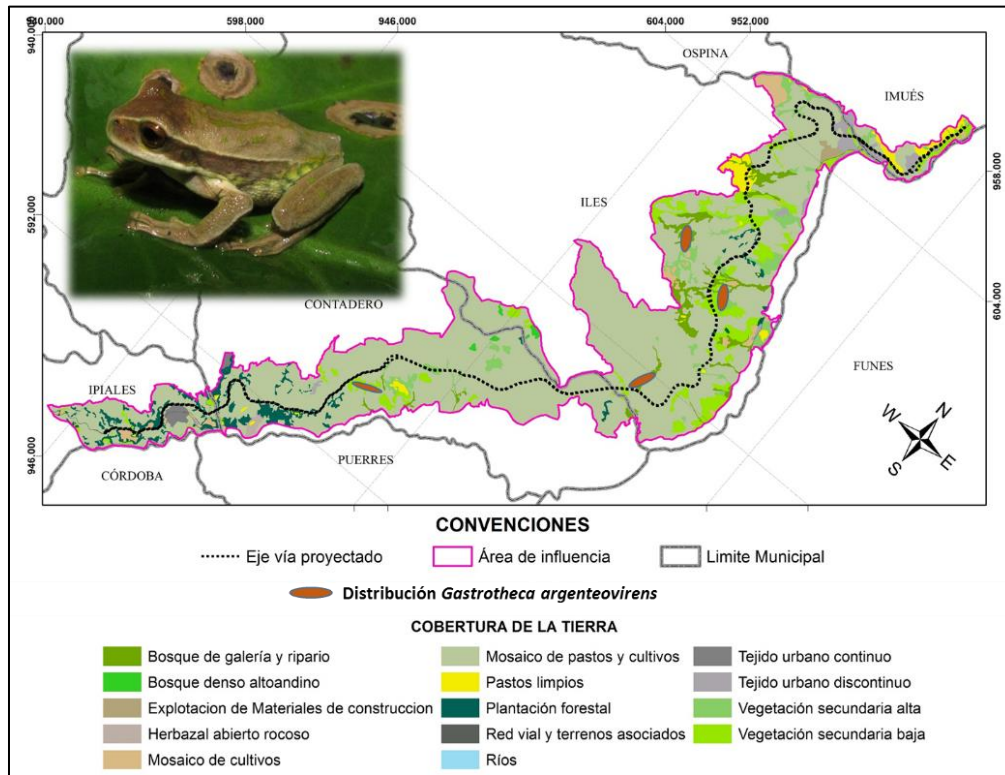 930.000
598.000
946.000
604.000
952.000
940.000
OSPINA
IMUÉS
958.000
ILES
592.000
CONTADERO
604.000
FUNES
IPIALES
N
W
E
S
946.000
CÓRDOBA
PUERRES
CONVENCIONES
Eje vía proyectado
Área de influencia
Limite Municipal
Distribución Gastrotheca argenteovirens
COBERTURA DE LA TIERRA
Bosque de galería y ripario
Mosaico de pastos y cultivos
Tejido urbano continuo
Bosque denso altoandino
Pastos limpios
Tejido urbano discontinuo
Explotacion de Materiales de construccion
Plantación forestal
Vegetación secundaria alta
Herbazal abierto rocoso
Red vial y terrenos asociados
Vegetación secundaria baja
Mosaico de cultivos
Ríos